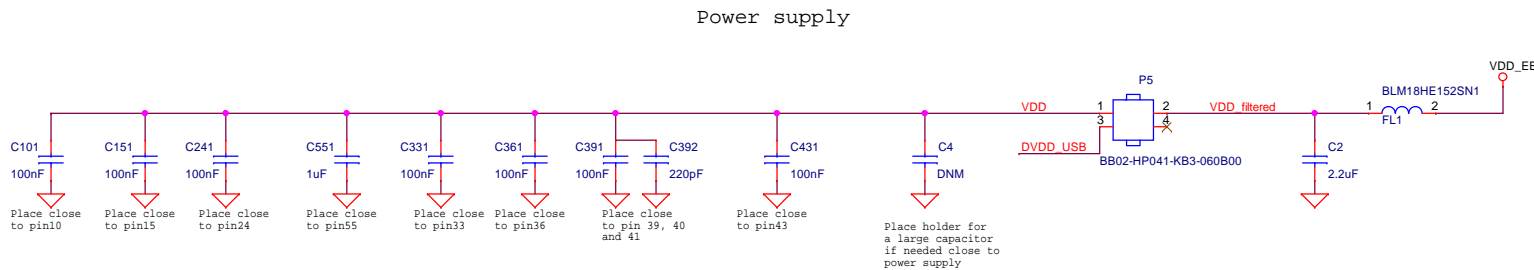 Power supply
VDD_EB
P5
BLM18HE152SN1
VDD
1
2
VDD_filtered
1
2
3
4
FL1
DVDD_USB
BB02-HP041-KB3-060B00
C101
C151
C241
C551
C331
C361
C391
C392
C431
C4
C2
100nF
100nF
100nF
1uF
100nF
100nF
100nF
220pF
100nF
DNM
2.2uF
Place close
to pin10
Place close
to pin15
Place close
to pin24
Place close
to pin55
Place close
to pin33
Place close
to pin36
Place close
to pin 39, 40
and 41
Place close
to pin43
Place holder for
a large capacitor
if needed close to
power supply